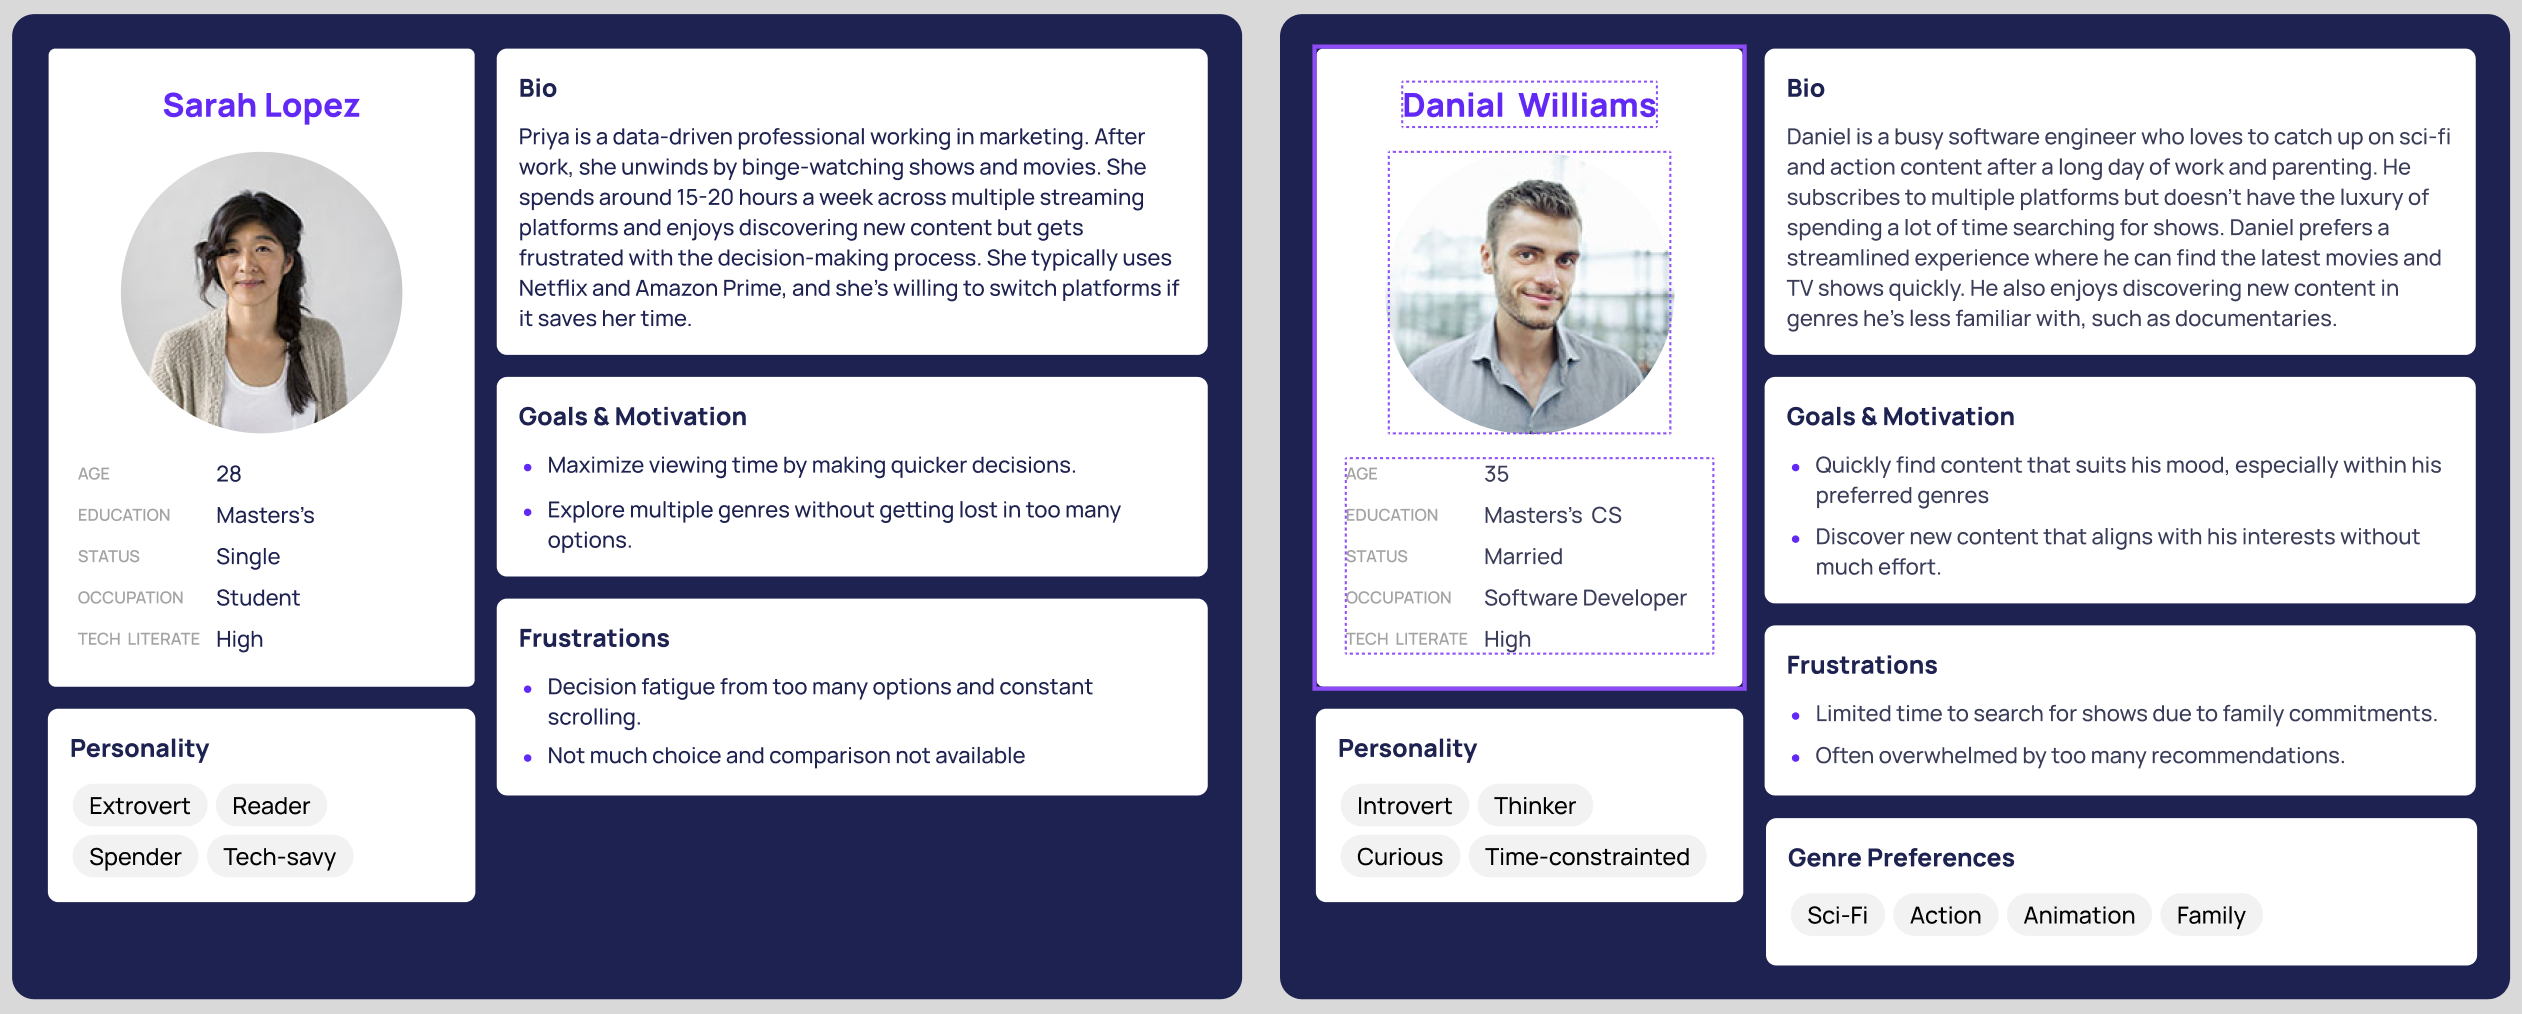 Sarah Lopez
AGE 28
EDUCATION Masters's
STATUS Single
OCCUPATION Student
TECH LITERATE High
Personality
Extrovert Reader
Spender Tech-savy
Bio
Priya is a data-driven professional working in marketing. After
work, she unwinds by binge-watching shows and movies. She
spends around 15-20 hours a week across multiple streaming
platforms and enjoys discovering new content but gets
frustrated with the decision-making process. She typically uses
Netflix and Amazon Prime, and she’s willing to switch platforms if
it saves her time.
Goals & Motivation
• Maximize viewing time by making quicker decisions.
• Explore multiple genres without getting lost in too many
options.
Frustrations
• Decision fatigue from too many options and constant
scrolling.
• Not much choice and comparison not available
Danial Williams
AGE 35
EDUCATION Masters's CS
STATUS Married
OCCUPATION Software Developer
TECH LITERATE High
Personality
Introvert Thinker
Curious Time-constrainted
Bio
Daniel is a busy software engineer who loves to catch up on sci-fi
and action content after a long day of work and parenting. He
subscribes to multiple platforms but doesn’t have the luxury of
spending a lot of time searching for shows. Daniel prefers a
streamlined experience where he can find the latest movies and
TV shows quickly. He also enjoys discovering new content in
genres he’s less familiar with, such as documentaries.
Goals & Motivation
• Quickly find content that suits his mood, especially within his
preferred genres
• Discover new content that aligns with his interests without
much effort.
Frustrations
• Limited time to search for shows due to family commitments.
• Often overwhelmed by too many recommendations.
Genre Preferences
Sci-Fi Action Animation Family